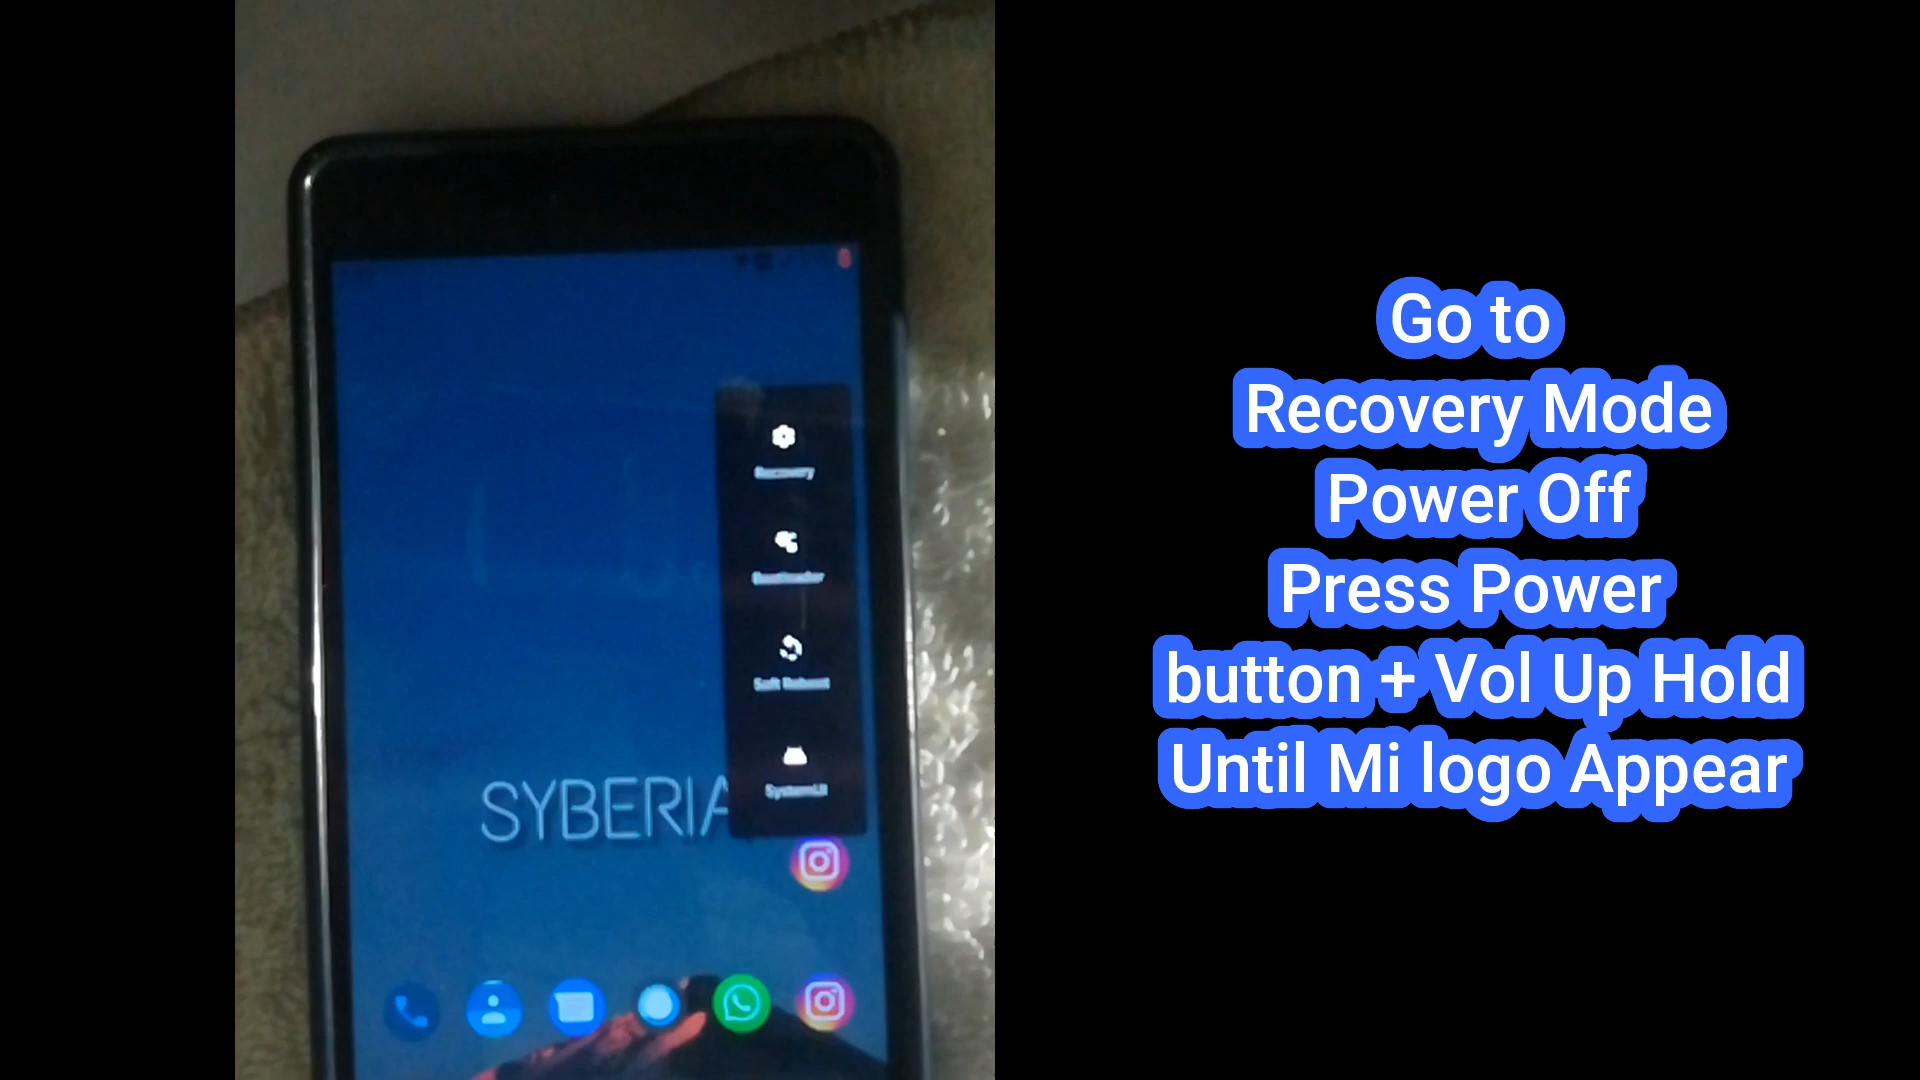 Recovery
Bootloader
Soft Reboot
SystemUI
SYBERIA
Go to
Recovery Mode
Power Off
Press Power
button + Vol Up Hold
Until Mi logo Appear